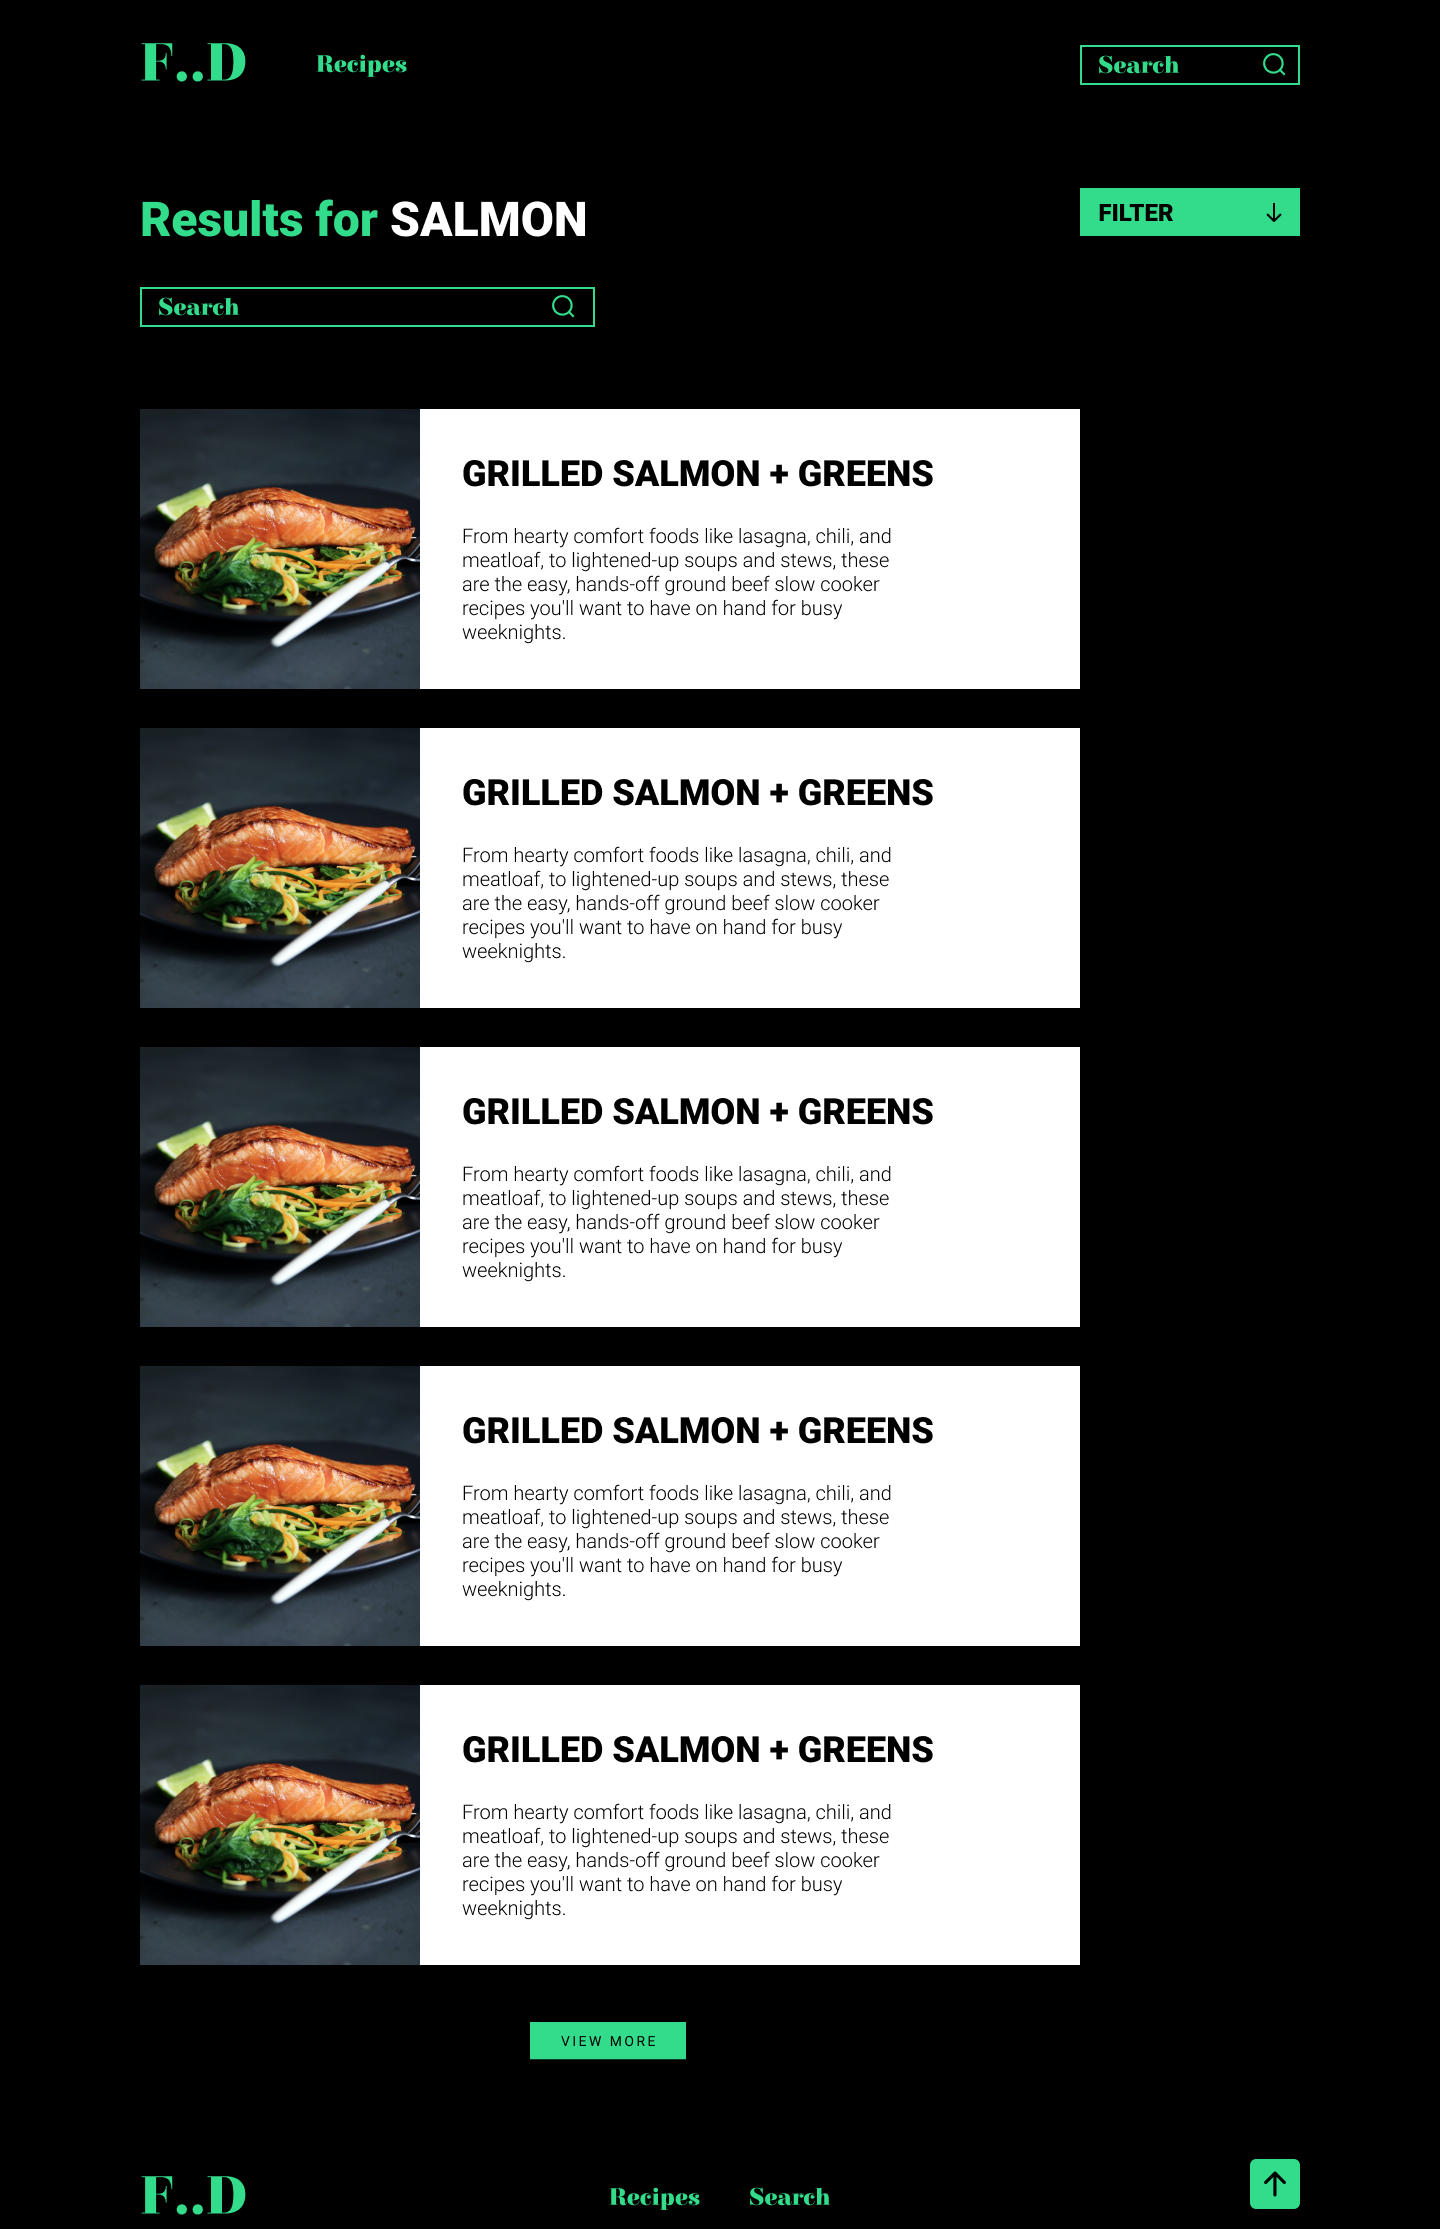 F..D
Recipes
Search
Results for SALMON
FILTER
Search
GRILLED SALMON + GREENS
From hearty comfort foods like lasagna, chili, and
meatloaf, to lightened-up soups and stews, these
are the easy, hands-off ground beef slow cooker
recipes you'll want to have on hand for busy
weeknights.
GRILLED SALMON + GREENS
From hearty comfort foods like lasagna, chili, and
meatloaf, to lightened-up soups and stews, these
are the easy, hands-off ground beef slow cooker
recipes you'll want to have on hand for busy
weeknights.
GRILLED SALMON + GREENS
From hearty comfort foods like lasagna, chili, and
meatloaf, to lightened-up soups and stews, these
are the easy, hands-off ground beef slow cooker
recipes you'll want to have on hand for busy
weeknights.
GRILLED SALMON + GREENS
From hearty comfort foods like lasagna, chili, and
meatloaf, to lightened-up soups and stews, these
are the easy, hands-off ground beef slow cooker
recipes you'll want to have on hand for busy
weeknights.
GRILLED SALMON + GREENS
From hearty comfort foods like lasagna, chili, and
meatloaf, to lightened-up soups and stews, these
are the easy, hands-off ground beef slow cooker
recipes you'll want to have on hand for busy
weeknights.
VIEW MORE
F..D
Recipes
Search